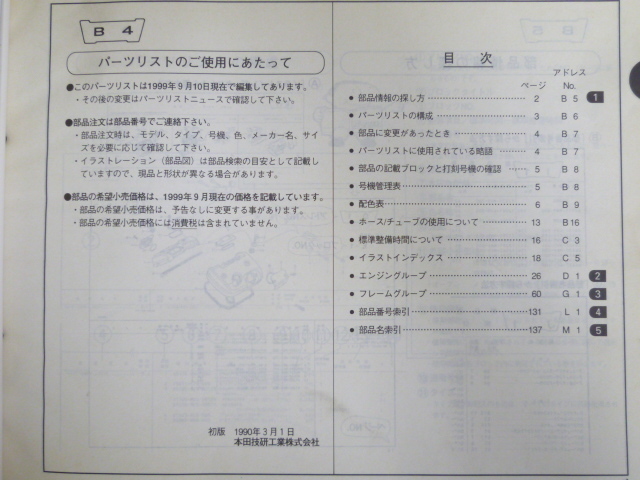 B 4
パーツリストのご使用にあたって
●このパーツリストは1999年9月10日現在で編集してあります。
・その後の変更はパーツリストニュースで確認して下さい。
●部品注文は部品番号でご連絡下さい。
・部品注文時は、モデル、タイプ、号機、色、メーカー名、サイ
ズを必要に応じて確認して下さい。
・イラストレーション（部品図）は部品検索の目安として記載し
ていますので、現品と形状が異なる場合があります。
●部品の希望小売価格は、1999年9月現在の価格を記載しています。
・部品の希望小売価格は、予告なしに変更する事があります。
・部品の希望小売価格には消費税は含まれていません。
初版 1990年3月1日
本田技研工業株式会社
目 次
アドレス
ページ No.
● 部品情報の探し方 2 B 5 1
● パーツリストの構成 3 B 6
● 部品に変更があったとき 4 B 7
● パーツリストに使用されている略語 4 B 7
● 部品の記載ブロックと打刻号機の確認 5 B 8
● 号機管理表 5 B 8
● 配色表 6 B 9
● ホース/チューブの使用について 13 B16
● 標準整備時間について 16 C 3
● イラストインデックス 18 C 5
● エンジングループ 26 D 1 2
● フレームグループ 60 G 1 3
● 部品番号索引 131 L 1 4
● 部品名索引 137 M 1 5